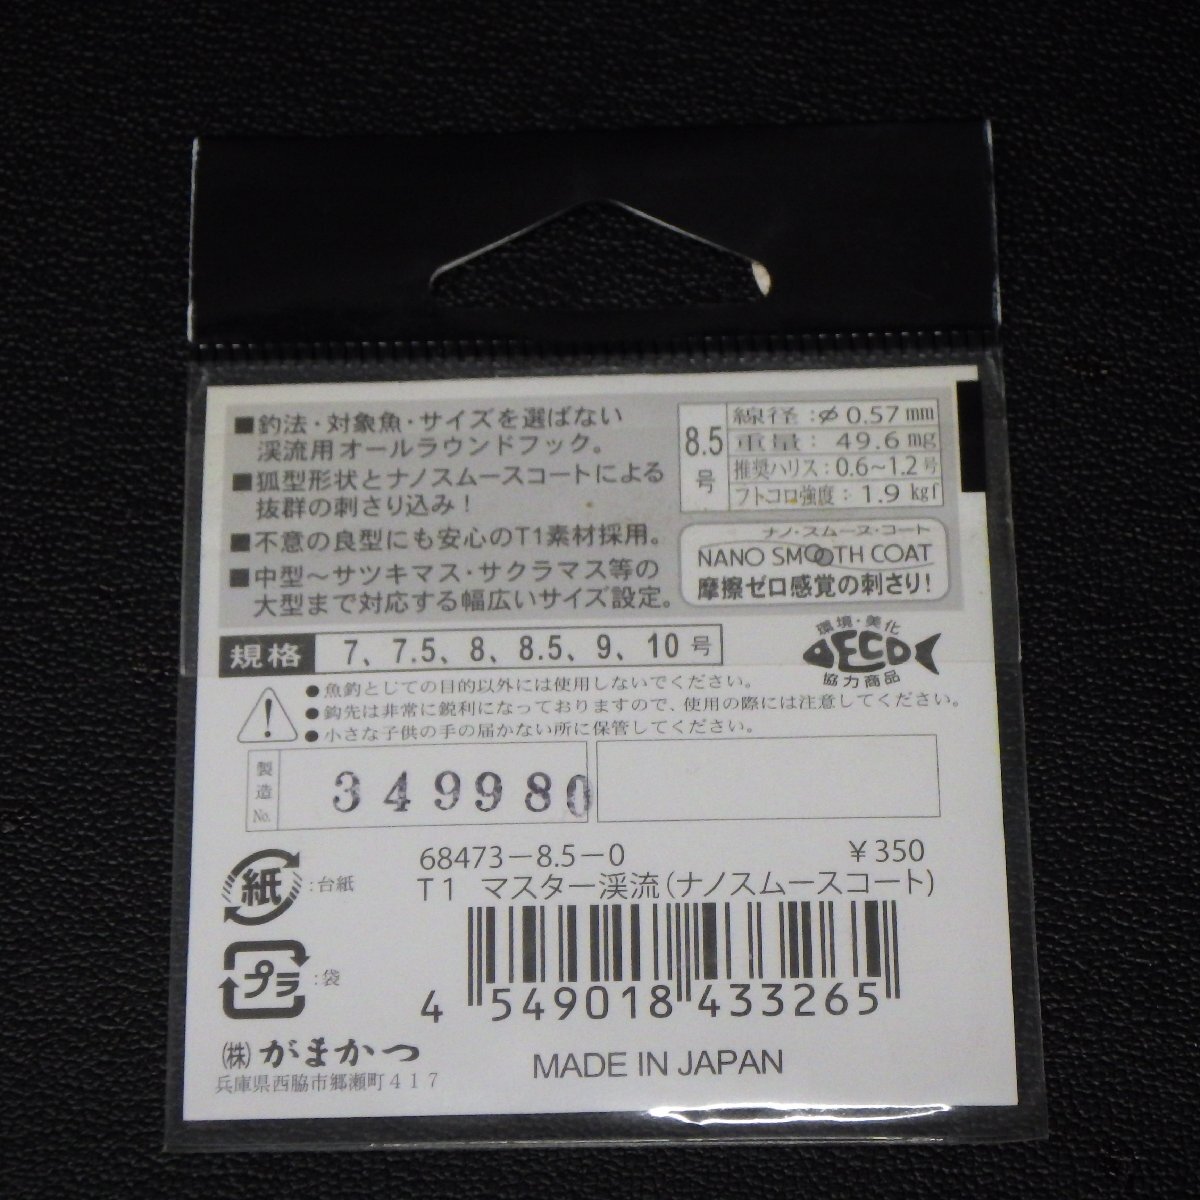 ■釣法・対象魚・サイズを選ばない
渓流用オールラウンドフック。
■狐型形状とナノスムースコートによる
抜群の刺さり込み!
■不意の良型にも安心のT1素材採用。
■中型~サツキマス・サクラマス等の
大型まで対応する幅広いサイズ設定。
8.5号
線径:φ0.57mm
重量:49.6mg
推奨ハリス:0.6~1.2号
フトコロ強度:1.9kgf
ナノ・スムース・コート
NANO SMOOTH COAT
摩擦ゼロ感覚の刺さり!
規格 7、7.5、8、8.5、9、10号
環境・美化
ECO
協力商品
●魚釣としての目的以外には使用しないでください。
●鈎先は非常に鋭利になっておりますので、使用の際には注意してください。
●小さな子供の手の届かない所に保管してください。
製造No. 349980
68473-8.5-0 ¥350
T1 マスター渓流(ナノスムースコート)
紙:台紙
プラ:袋
4 549018 433265
(株)がまかつ
兵庫県西脇市郷瀬町417
MADE IN JAPAN